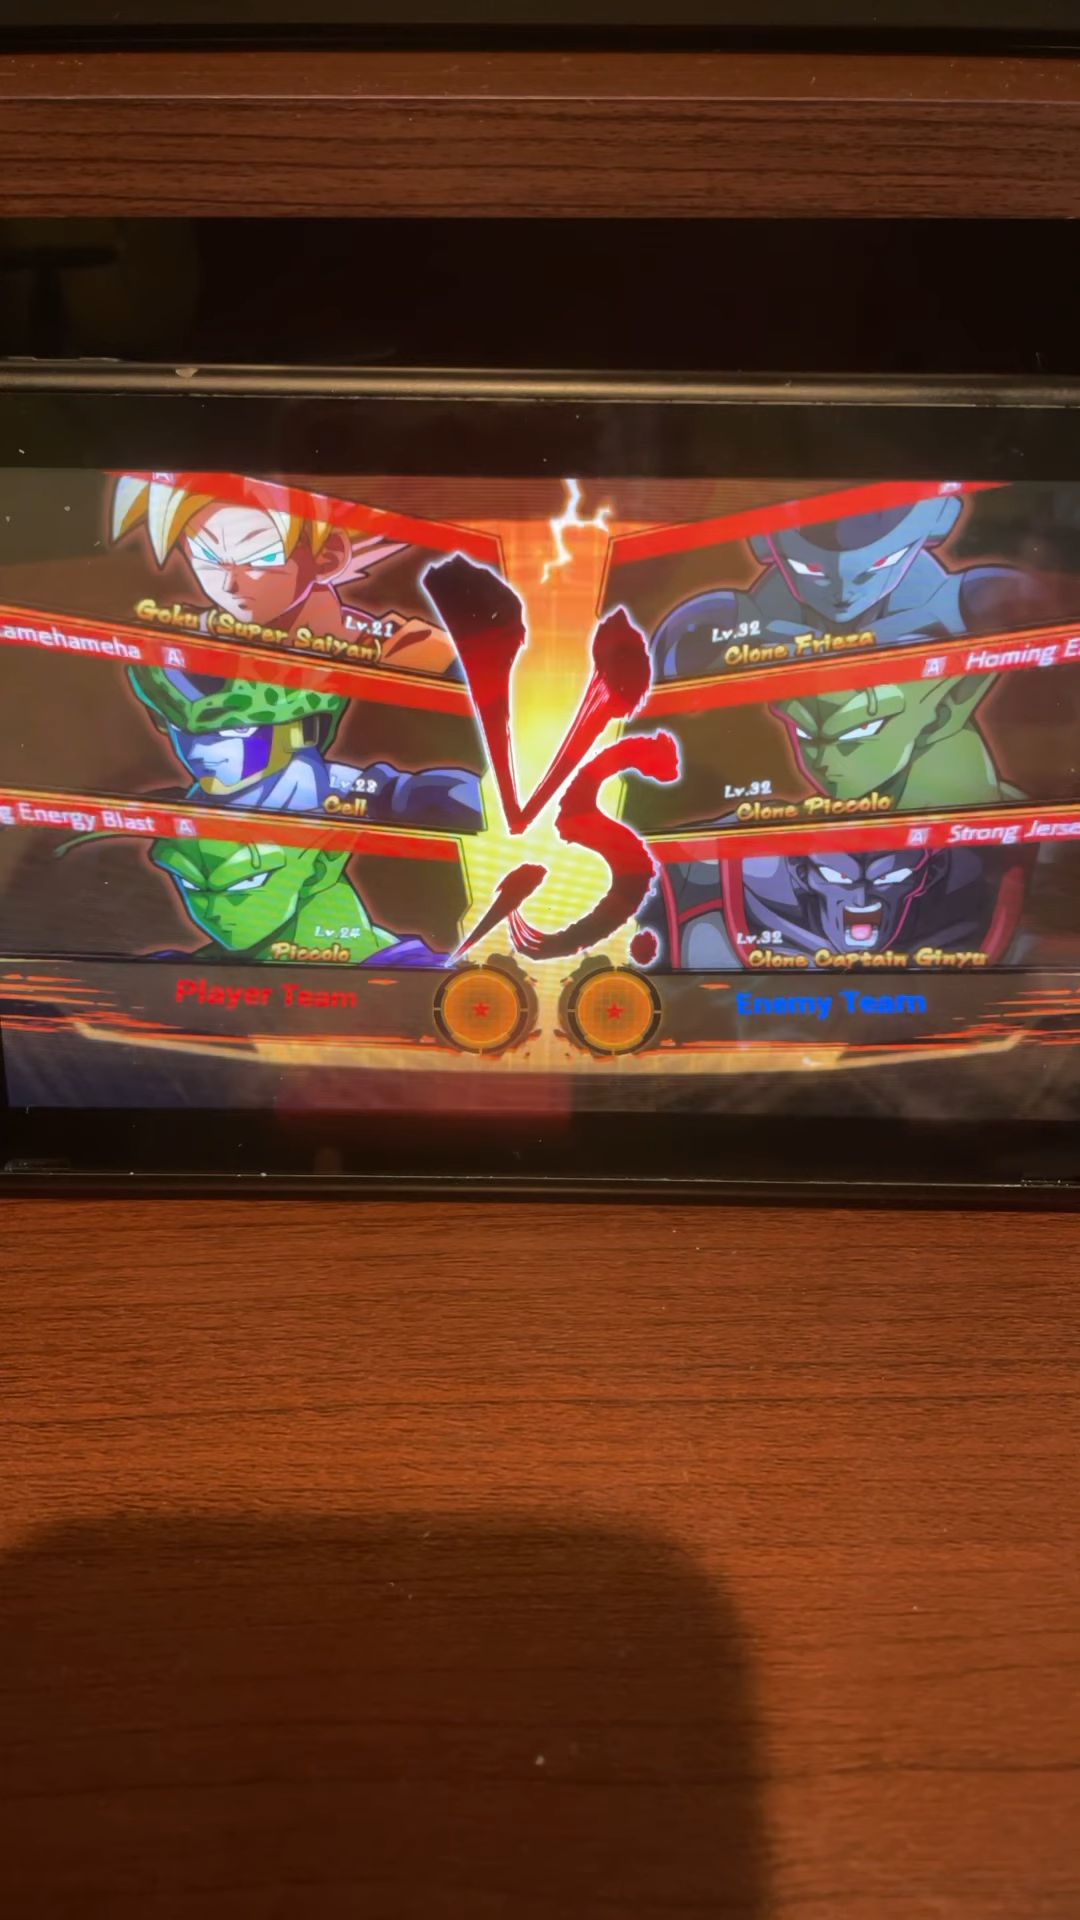 A
Lv.21
Goku (Super Saiyan)
amehameha A
Lv.28
Cell
g Energy Blast A
Lv.24
Piccolo
Player Team
VS.
A
Lv.32
Clone Frieza
A Homing E
Lv.32
Clone Piccolo
A Strong Jerse
Lv.32
Clone Captain Ginyu
Enemy Team